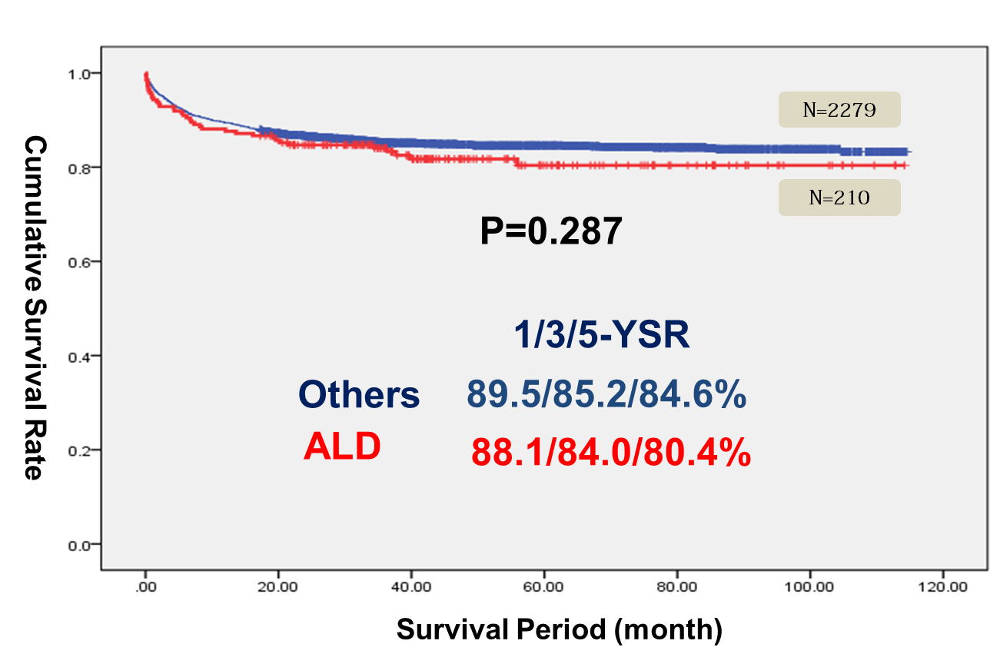 1.0
0.8
0.6
0.4
0.2
0.0
Cumulative Survival Rate
N=2279
N=210
P=0.287
1/3/5-YSR
Others 89.5/85.2/84.6%
ALD 88.1/84.0/80.4%
.00 20.00 40.00 60.00 80.00 100.00 120.00
Survival Period (month)